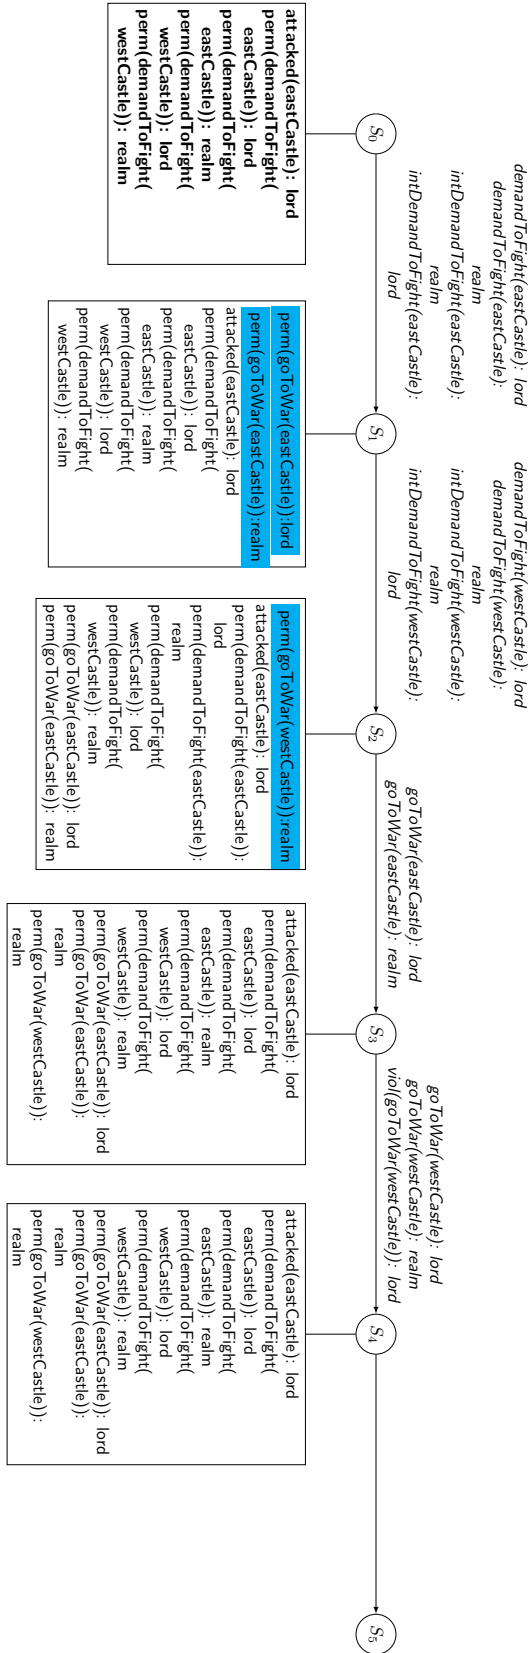 S0
demandToFight(eastCastle): lord
demandToFight(eastCastle):
realm
intDemandToFight(eastCastle):
realm
intDemandToFight(eastCastle):
lord
S1
demandToFight(westCastle): lord
demandToFight(westCastle):
realm
intDemandToFight(westCastle):
realm
intDemandToFight(westCastle):
lord
S2
goToWar(eastCastle): lord
goToWar(eastCastle): realm
S3
goToWar(westCastle): lord
goToWar(westCastle): realm
viol(goToWar(westCastle)): lord
S4
S5
attacked(eastCastle): lord
perm(demandToFight(
eastCastle)): lord
perm(demandToFight(
eastCastle)): realm
perm(demandToFight(
westCastle)): lord
perm(demandToFight(
westCastle)): realm
perm(goToWar(eastCastle)):lord
perm(goToWar(eastCastle)):realm
attacked(eastCastle): lord
perm(demandToFight(
eastCastle)): lord
perm(demandToFight(
eastCastle)): realm
perm(demandToFight(
westCastle)): lord
perm(demandToFight(
westCastle)): realm
perm(goToWar(westCastle)):realm
attacked(eastCastle): lord
perm(demandToFight(eastCastle)):
lord
perm(demandToFight(eastCastle)):
realm
perm(demandToFight(
westCastle)): lord
perm(demandToFight(
westCastle)): realm
perm(goToWar(eastCastle)): lord
perm(goToWar(eastCastle)): realm
attacked(eastCastle): lord
perm(demandToFight(
eastCastle)): lord
perm(demandToFight(
eastCastle)): realm
perm(demandToFight(
westCastle)): lord
perm(demandToFight(
westCastle)): realm
perm(goToWar(eastCastle)): lord
perm(goToWar(eastCastle)):
realm
perm(goToWar(westCastle)):
realm
attacked(eastCastle): lord
perm(demandToFight(
eastCastle)): lord
perm(demandToFight(
eastCastle)): realm
perm(demandToFight(
westCastle)): lord
perm(demandToFight(
westCastle)): realm
perm(goToWar(eastCastle)): lord
perm(goToWar(eastCastle)):
realm
perm(goToWar(westCastle)):
realm